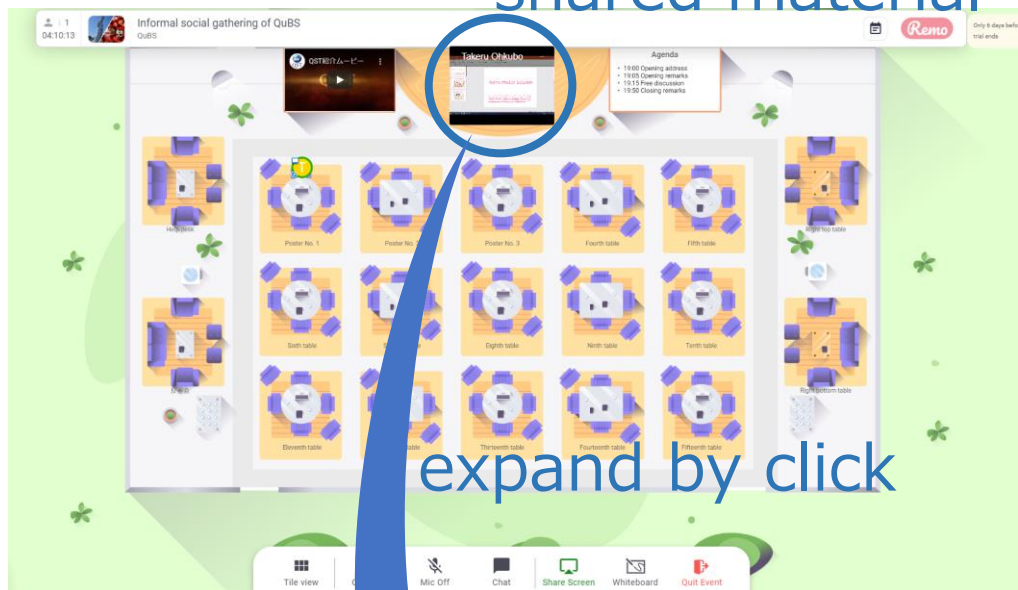 shared material
1
04:10:13
Informal social gathering of QuBS
QuBS
Remo
Only 6 days befo
trial ends
QST紹介ムービー
Takeru Ohkubo
Agenda
• 19:00 Opening address
• 19:05 Opening remarks
• 19:15 Free discussion
• 19:50 Closing remarks
Help desk
Poster No. 1
Poster No.
Poster No. 3
Fourth table
Fifth table
Right top table
Sixth table
Eighth table
Ninth table
Tenth table
Right bottom table
Eleventh table
table
Thirteenth table
Fourteenth table
Fifteenth table
expand by click
Tile view
Mic Off
Chat
Share Screen
Whiteboard
Quit Event